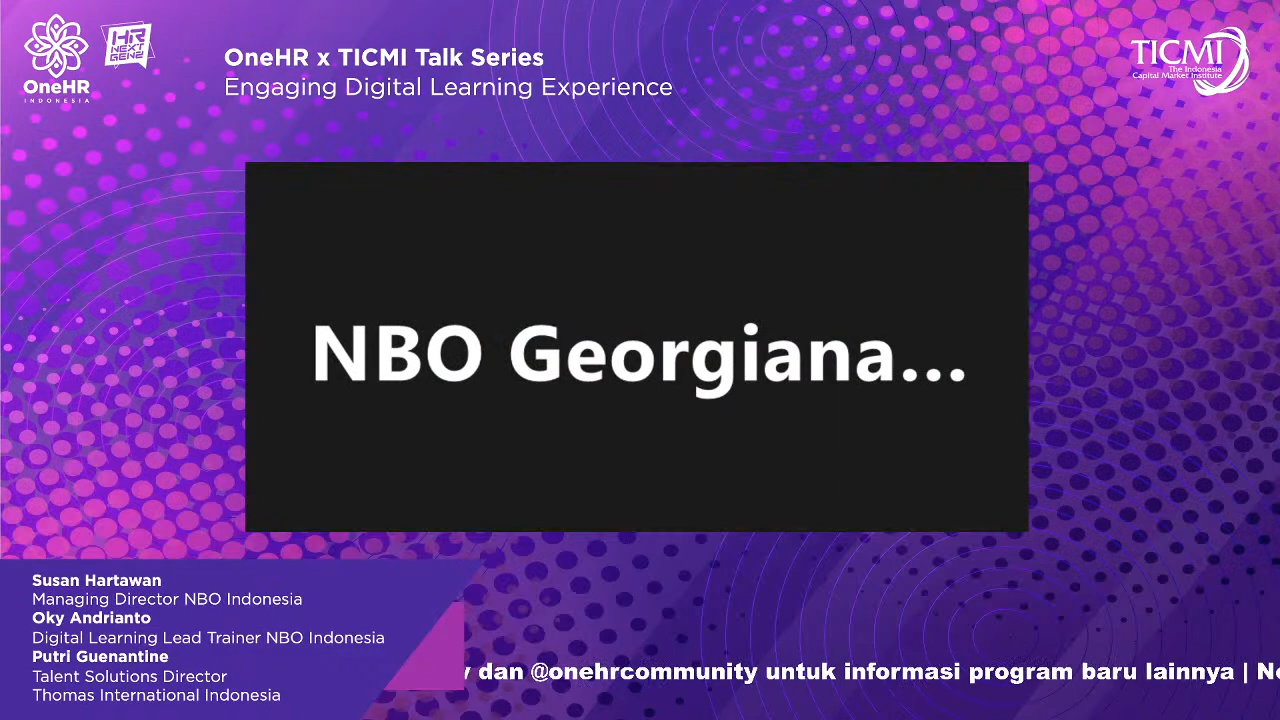 OneHR
INDONESIA
HR
NEXT
GEN
OneHR x TICMI Talk Series
Engaging Digital Learning Experience
TICMI
The Indonesia
Capital Market Institute
NBO Georgiana...
Susan Hartawan
Managing Director NBO Indonesia
Oky Andrianto
Digital Learning Lead Trainer NBO Indonesia
Putri Guenantine
Talent Solutions Director
Thomas International Indonesia
dan @onehrcommunity untuk informasi program baru lainnya |